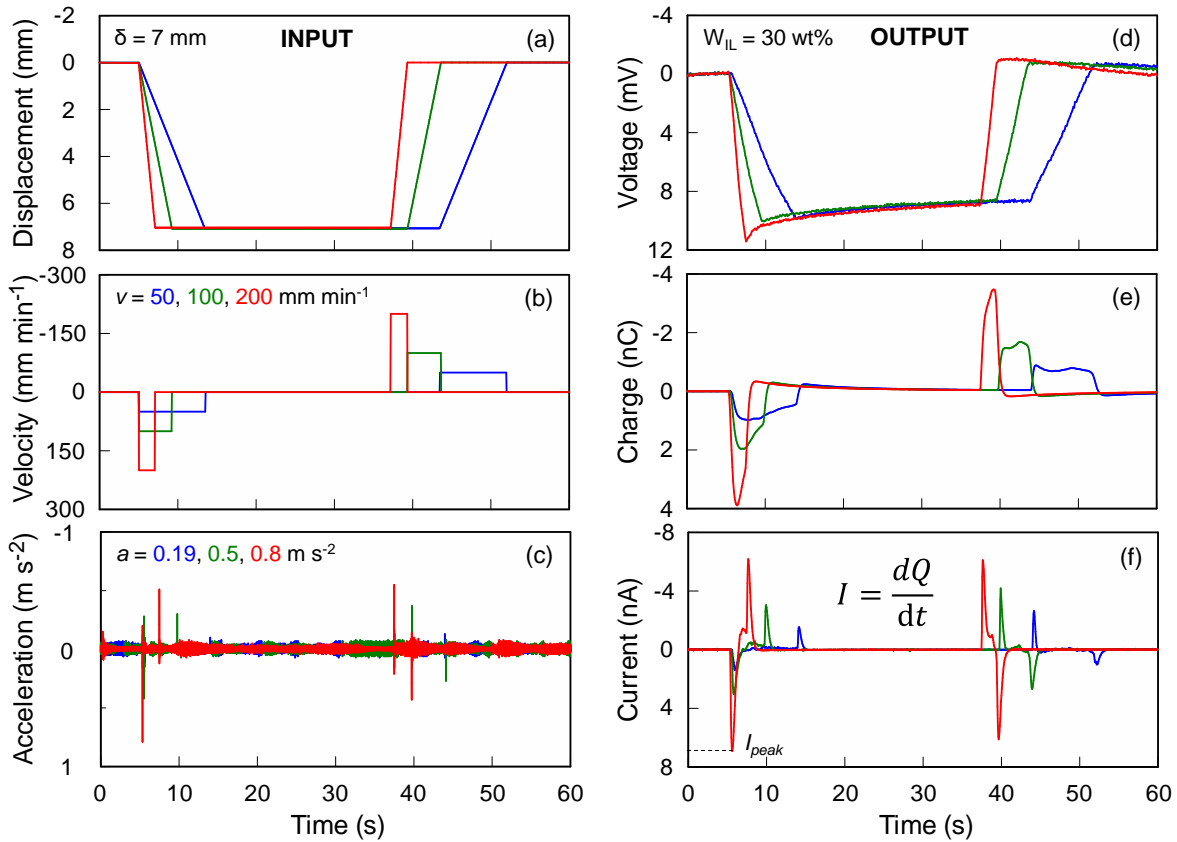 δ = 7 mm INPUT (a)
-2
0
2
4
6
8
Displacement (mm)
W_IL = 30 wt% OUTPUT (d)
-4
0
4
8
12
Voltage (mV)
v = 50, 100, 200 mm min⁻¹ (b)
-300
-150
0
150
300
Velocity (mm min⁻¹)
(e)
-4
-2
0
2
4
Charge (nC)
a = 0.19, 0.5, 0.8 m s⁻² (c)
-1
0
1
Acceleration (m s⁻²)
0 10 20 30 40 50 60
Time (s)
I = dQ/dt (f)
-8
-4
0
4
8
Current (nA)
I_peak
0 10 20 30 40 50 60
Time (s)